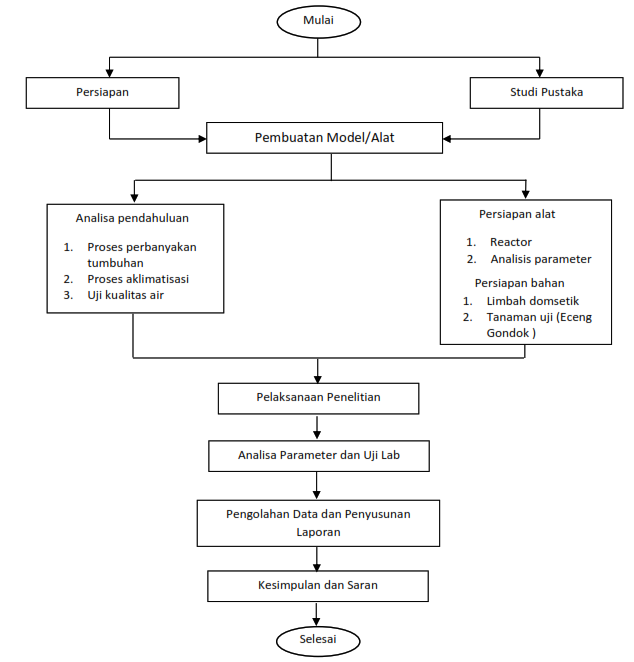 Mulai
Persiapan
Studi Pustaka
Pembuatan Model/Alat
Analisa pendahuluan
1. Proses perbanyakan
tumbuhan
2. Proses aklimatisasi
3. Uji kualitas air
Persiapan alat
1. Reactor
2. Analisis parameter
Persiapan bahan
1. Limbah domsetik
2. Tanaman uji (Eceng
Gondok )
Pelaksanaan Penelitian
Analisa Parameter dan Uji Lab
Pengolahan Data dan Penyusunan
Laporan
Kesimpulan dan Saran
Selesai